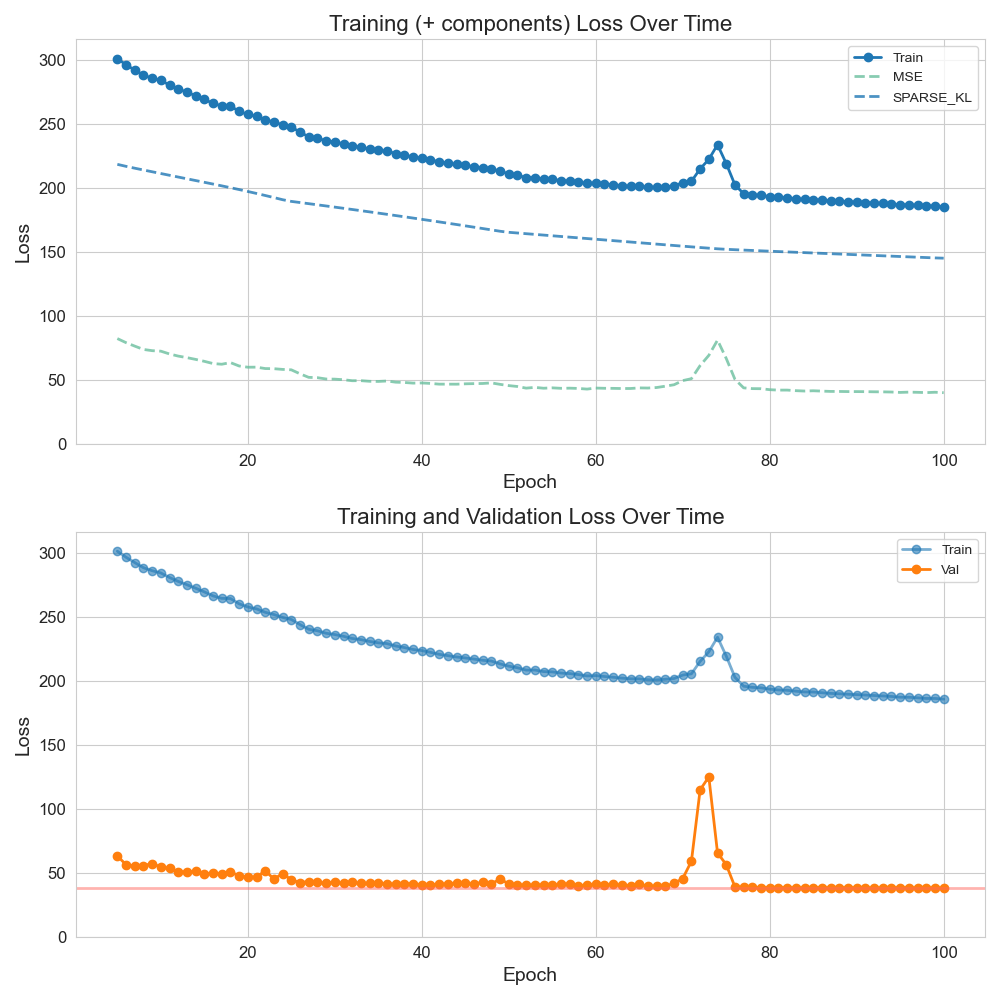 Training (+ components) Loss Over Time
Train
MSE
SPARSE_KL
Loss
300
250
200
150
100
50
0
20 40 60 80 100
Epoch
Training and Validation Loss Over Time
Train
Val
Loss
300
250
200
150
100
50
0
20 40 60 80 100
Epoch